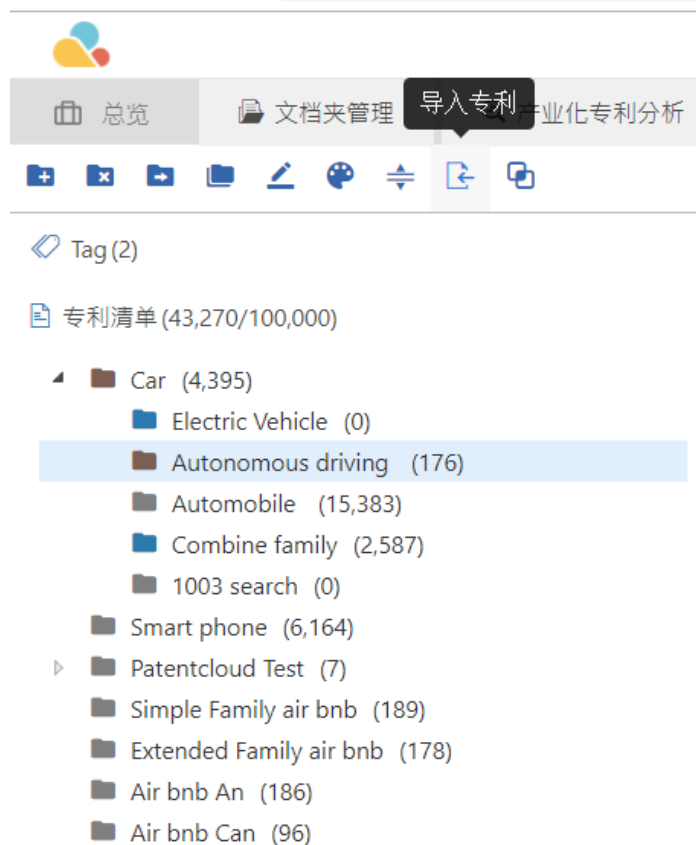 总览
文档夹管理
导入专利
产业化专利分析
Tag (2)
专利清单 (43,270/100,000)
Car (4,395)
Electric Vehicle (0)
Autonomous driving (176)
Automobile (15,383)
Combine family (2,587)
1003 search (0)
Smart phone (6,164)
Patentcloud Test (7)
Simple Family air bnb (189)
Extended Family air bnb (178)
Air bnb An (186)
Air bnb Can (96)